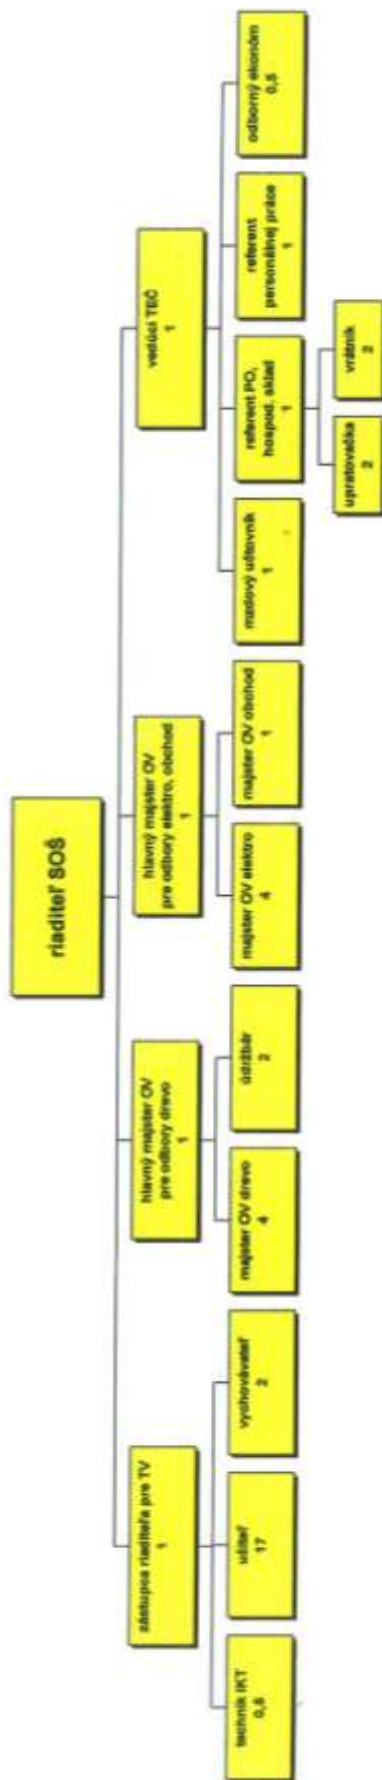 riaditeľ SOŠ
zástupca riaditeľa pre TV
1
hlavný majster OV
pre odbory drevo
1
hlavný majster OV
pre odbory elektro, obchod
1
vedúci TEČ
1
technik IKT
0,5
učiteľ
17
vychovávateľ
2
majster OV drevo
4
údržbár
2
majster OV elektro
4
majster OV obchod
1
mzdový učtovník
1
referent PO,
hospod. sklad
1
referent
personálnej práce
1
odborný ekonóm
0,5
upratovačka
2
vrátnik
2